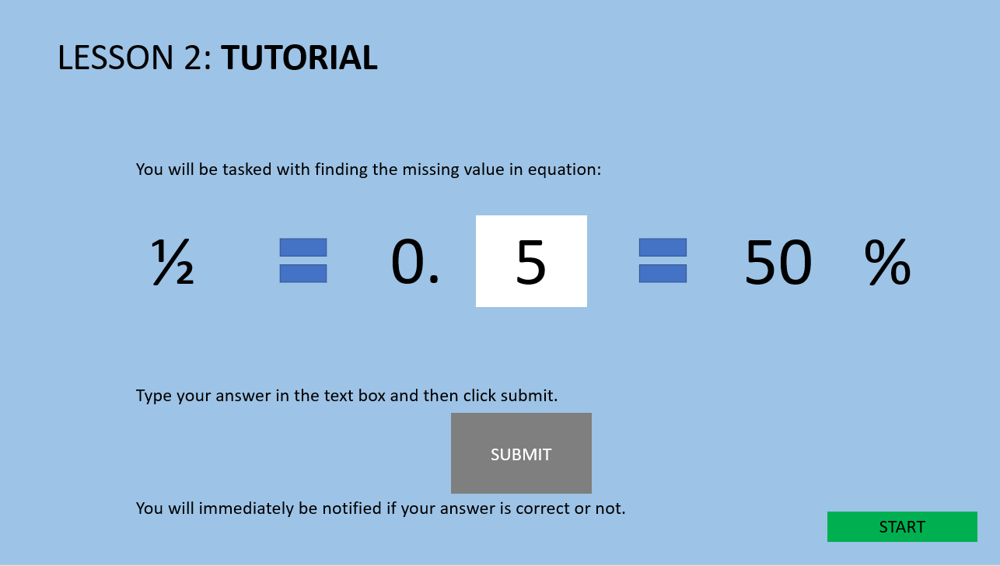 LESSON 2: TUTORIAL
You will be tasked with finding the missing value in equation:
½ = 0. 5 = 50 %
Type your answer in the text box and then click submit.
SUBMIT
You will immediately be notified if your answer is correct or not.
START